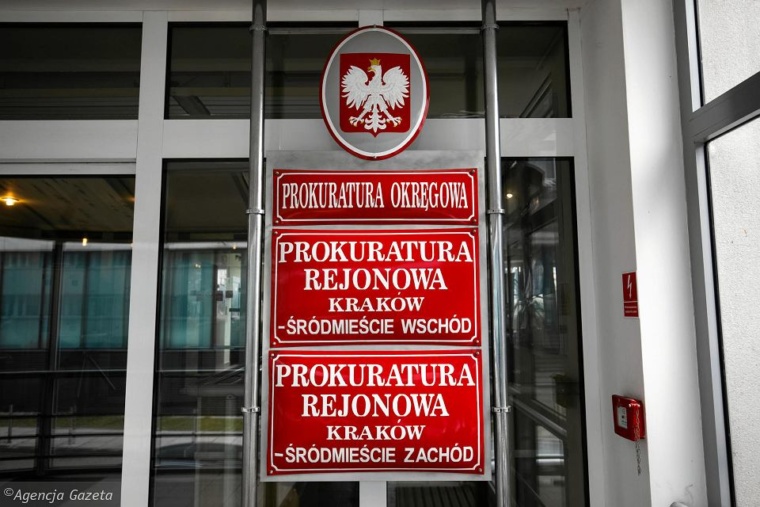 PROKURATURA OKRĘGOWA
PROKURATURA
REJONOWA
KRAKÓW
-ŚRÓDMIEŚCIE WSCHÓD
PROKURATURA
REJONOWA
KRAKÓW
-ŚRÓDMIEŚCIE ZACHÓD
©Agencja Gazeta